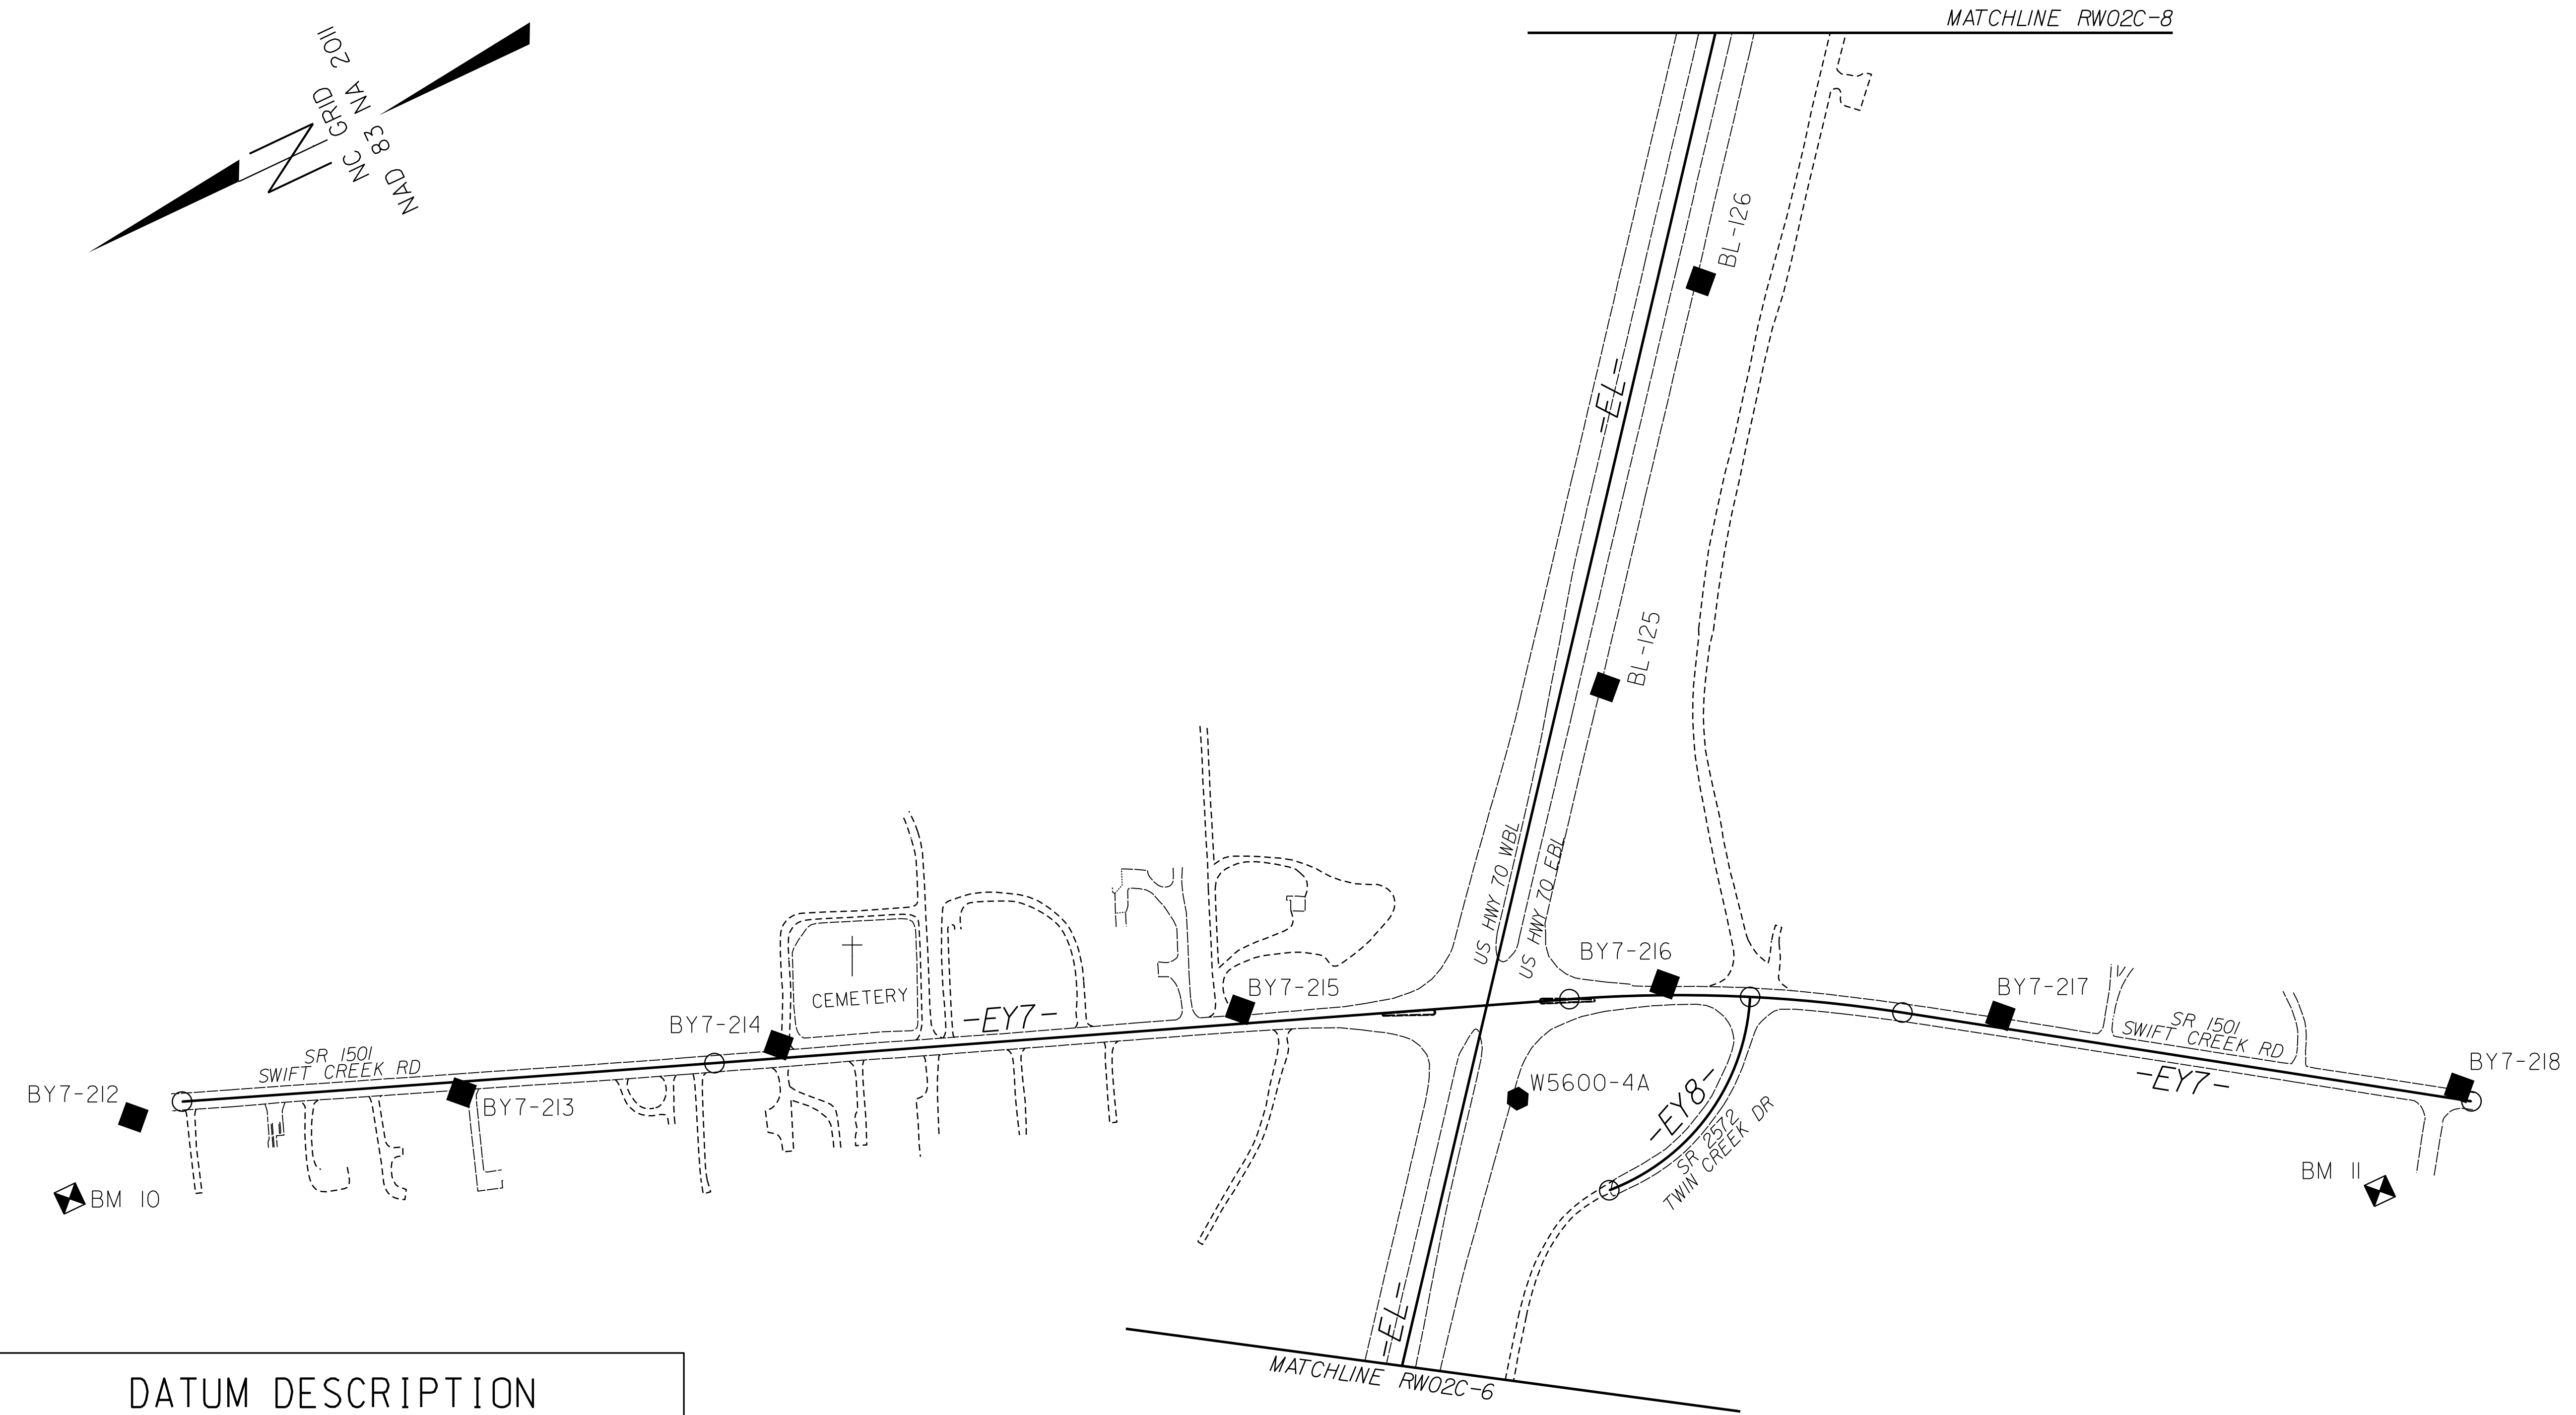 MATCHLINE RW02C-8
NC GRID
NAD 83 NA 2011
BL-126
-EL-
BL-125
US HWY 70 WBL
US HWY 70 EBL
BY7-216
BY7-215
BY7-217
CEMETERY
-EY7-
BY7-214
SR 1501
SWIFT CREEK RD
SR 1501
SWIFT CREEK RD
BY7-212
BY7-213
W5600-4A
-EY8-
SR 2572
TWIN CREEK DR
-EY7-
BY7-218
BM 10
BM 11
-EL-
MATCHLINE RW02C-6
DATUM DESCRIPTION